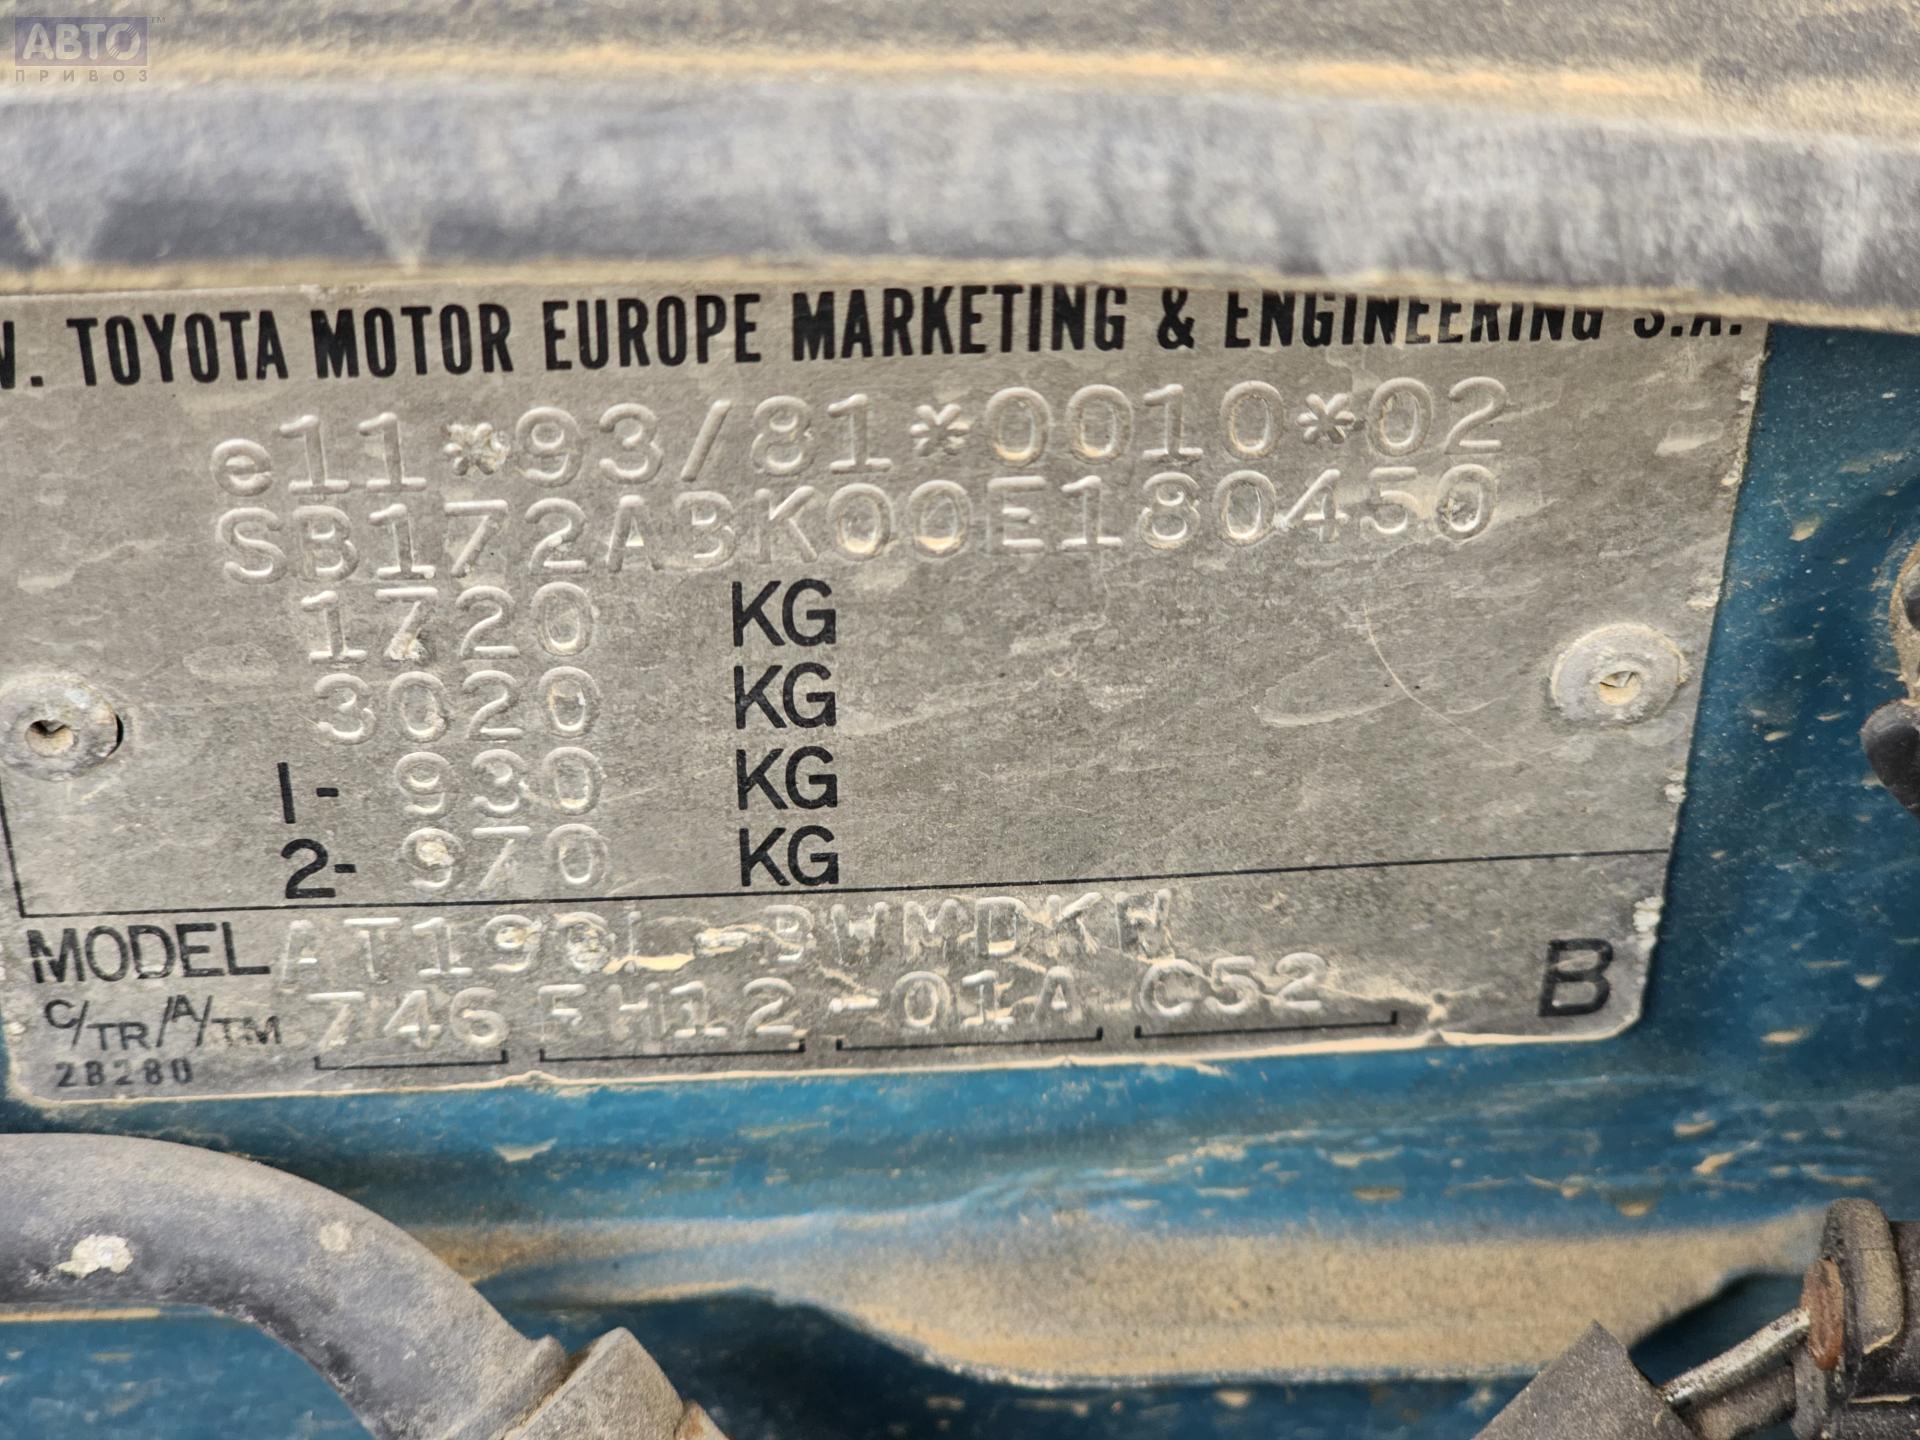 АВТО™
ПРИВОЗ
. TOYOTA MOTOR EUROPE MARKETING & ENGINEERING S.A.
e11*93/81*0010*02
SB172ABK00E180450
1720 KG
3020 KG
1- 930 KG
2- 970 KG
MODEL AT190L-BWMDKW
C/TR/A/TM 746 FH12 -01A C52 B
28280